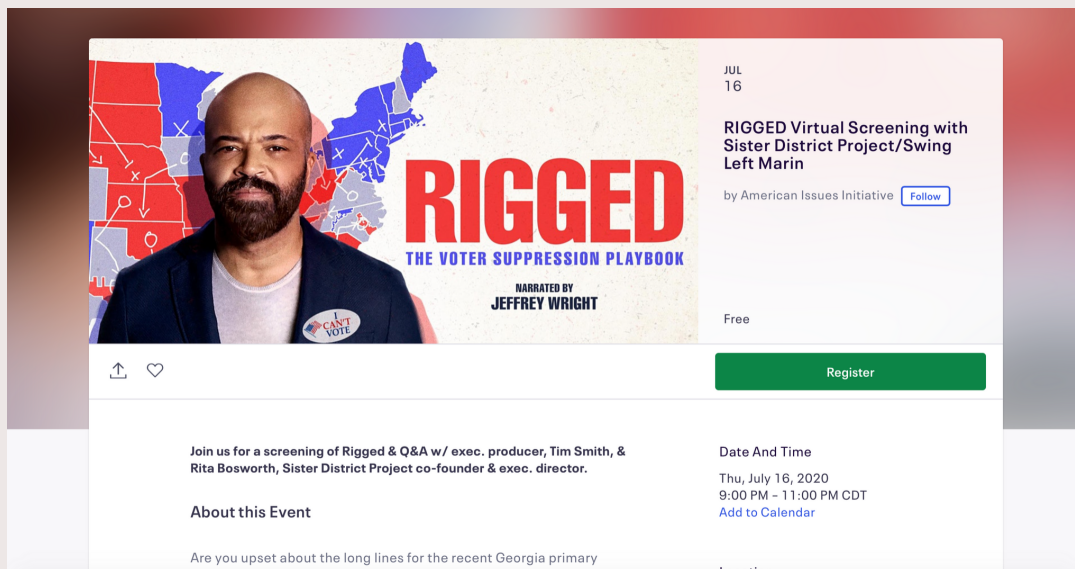 RIGGED
THE VOTER SUPPRESSION PLAYBOOK
NARRATED BY
JEFFREY WRIGHT
I
CAN'T
VOTE
JUL
16
RIGGED Virtual Screening with
Sister District Project/Swing
Left Marin
by American Issues Initiative Follow
Free
Register
Join us for a screening of Rigged & Q&A w/ exec. producer, Tim Smith, &
Rita Bosworth, Sister District Project co-founder & exec. director.
About this Event
Are you upset about the long lines for the recent Georgia primary
Date And Time
Thu, July 16, 2020
9:00 PM – 11:00 PM CDT
Add to Calendar